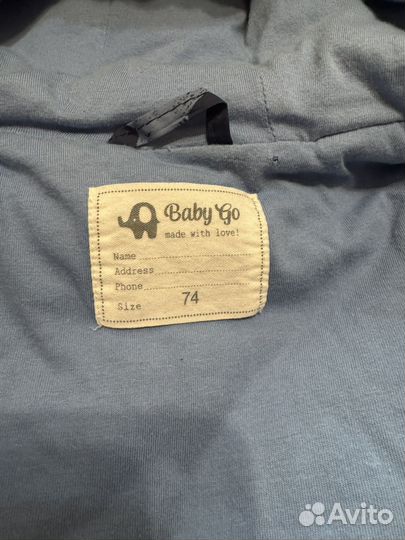 Baby Go
made with love!
Name
Address
Phone
Size 74
Avito